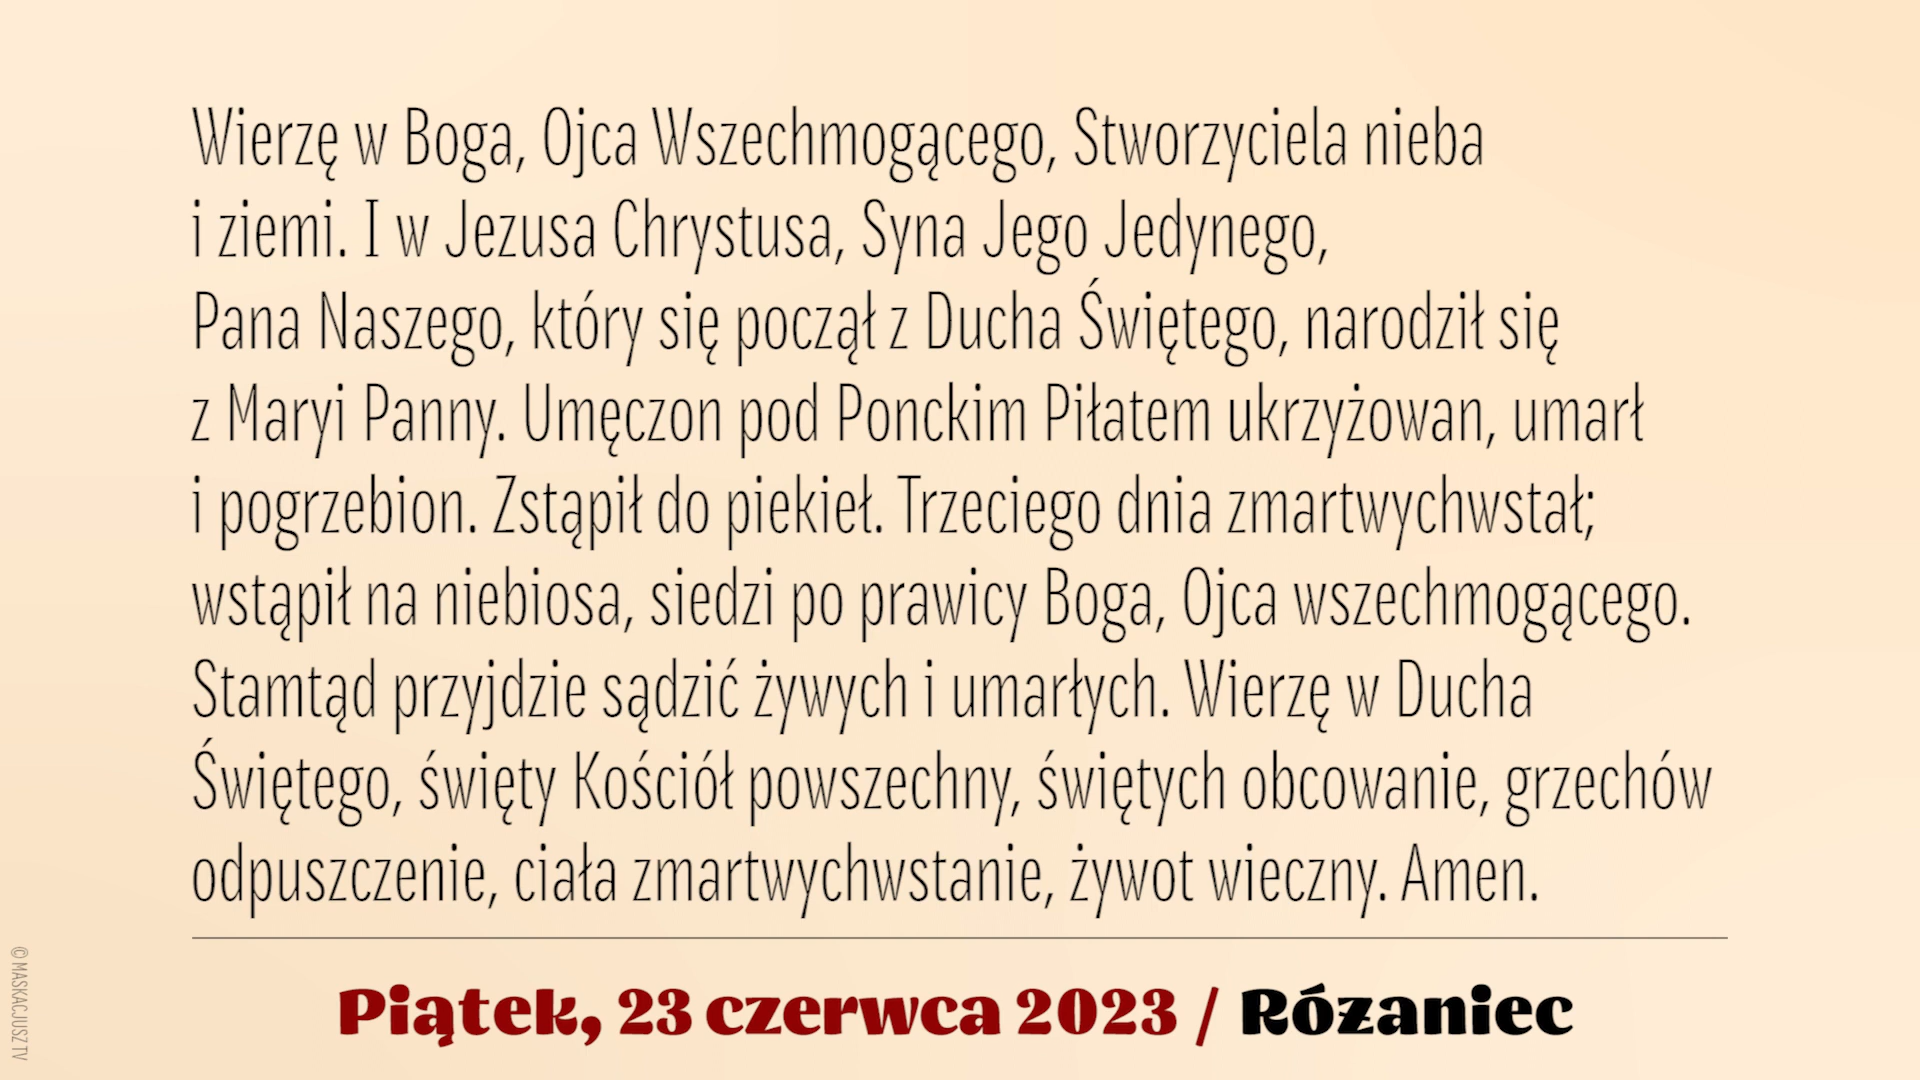 Wierzę w Boga, Ojca Wszechmogącego, Stworzyciela nieba
i ziemi. I w Jezusa Chrystusa, Syna Jego Jedynego,
Pana Naszego, który się począł z Ducha Świętego, narodził się
z Maryi Panny. Umęczon pod Ponckim Piłatem ukrzyżowan, umarł
i pogrzebion. Zstąpił do piekieł. Trzeciego dnia zmartwychwstał;
wstąpił na niebiosa, siedzi po prawicy Boga, Ojca wszechmogącego.
Stamtąd przyjdzie sądzić żywych i umarłych. Wierzę w Ducha
Świętego, święty Kościół powszechny, świętych obcowanie, grzechów
odpuszczenie, ciała zmartwychwstanie, żywot wieczny. Amen.
Piątek, 23 czerwca 2023 / Różaniec
© MASKACJUSZ TV